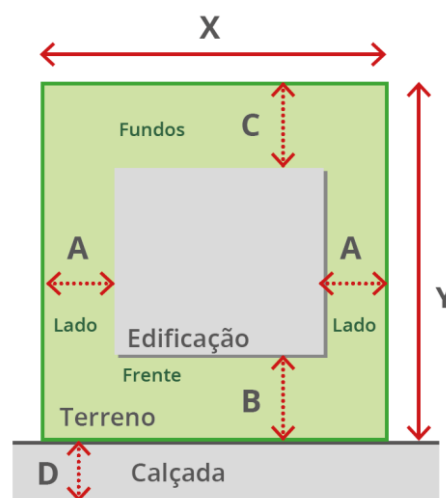 X
Fundos
C
A
A
Y
Lado
Lado
Edificação
Frente
B
Terreno
D
Calçada